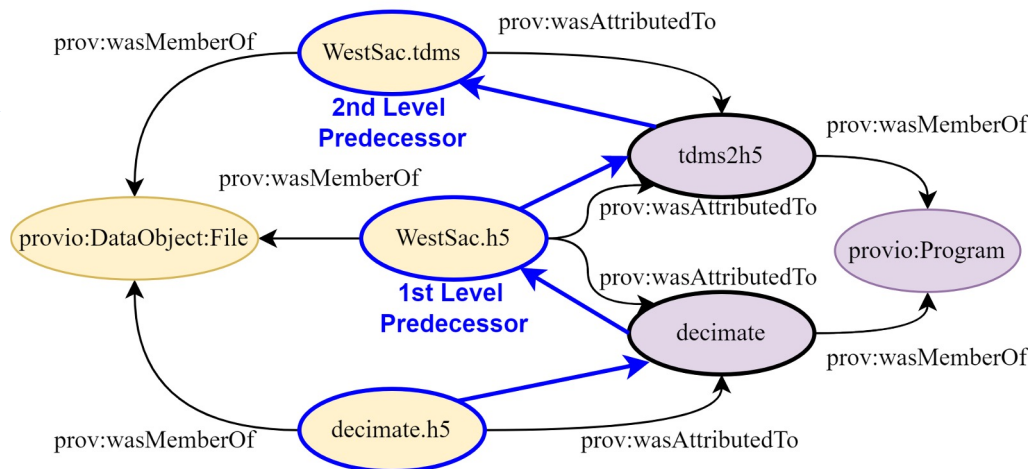 prov:wasAttributedTo
prov:wasMemberOf
WestSac.tdms
2nd Level
Predecessor
prov:wasMemberOf
tdms2h5
prov:wasMemberOf
prov:wasAttributedTo
provio:DataObject:File
WestSac.h5
provio:Program
prov:wasAttributedTo
1st Level
Predecessor
decimate
prov:wasMemberOf
decimate.h5
prov:wasMemberOf
prov:wasAttributedTo